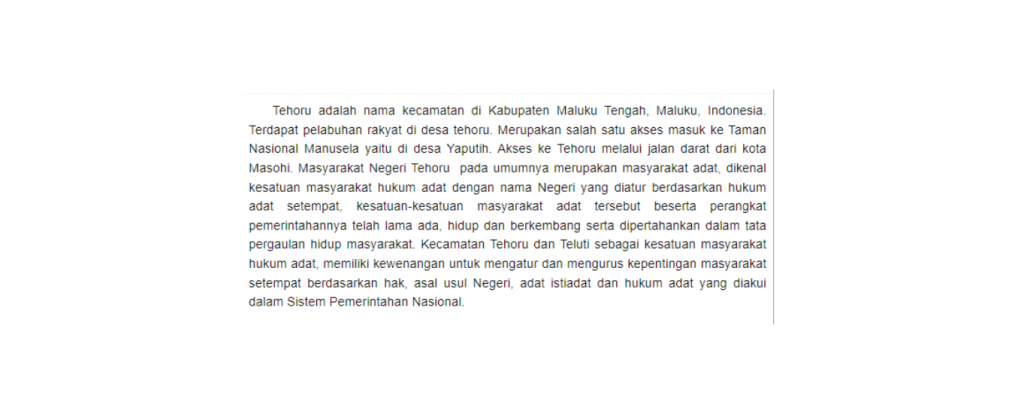 Tehoru adalah nama kecamatan di Kabupaten Maluku Tengah, Maluku, Indonesia.
Terdapat pelabuhan rakyat di desa tehoru. Merupakan salah satu akses masuk ke Taman
Nasional Manusela yaitu di desa Yaputih. Akses ke Tehoru melalui jalan darat dari kota
Masohi. Masyarakat Negeri Tehoru  pada umumnya merupakan masyarakat adat, dikenal
kesatuan masyarakat hukum adat dengan nama Negeri yang diatur berdasarkan hukum
adat setempat, kesatuan-kesatuan masyarakat adat tersebut beserta perangkat
pemerintahannya telah lama ada, hidup dan berkembang serta dipertahankan dalam tata
pergaulan hidup masyarakat. Kecamatan Tehoru dan Teluti sebagai kesatuan masyarakat
hukum adat, memiliki kewenangan untuk mengatur dan mengurus kepentingan masyarakat
setempat berdasarkan hak, asal usul Negeri, adat istiadat dan hukum adat yang diakui
dalam Sistem Pemerintahan Nasional.